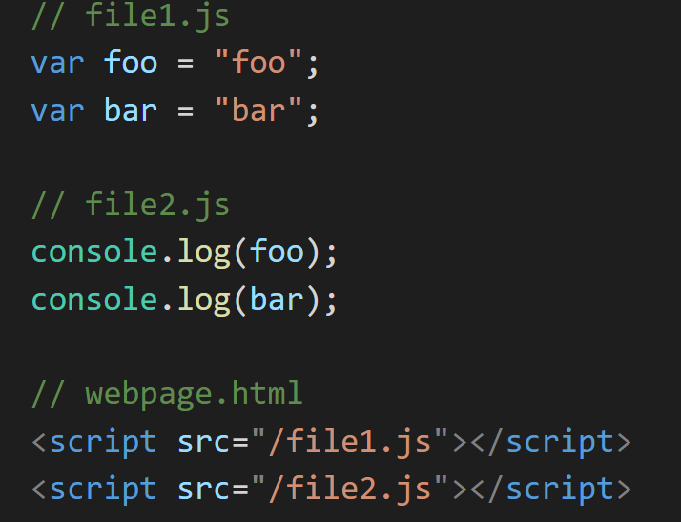 // file1.js
var foo = "foo";
var bar = "bar";
// file2.js
console.log(foo);
console.log(bar);
// webpage.html
<script src="/file1.js"></script>
<script src="/file2.js"></script>